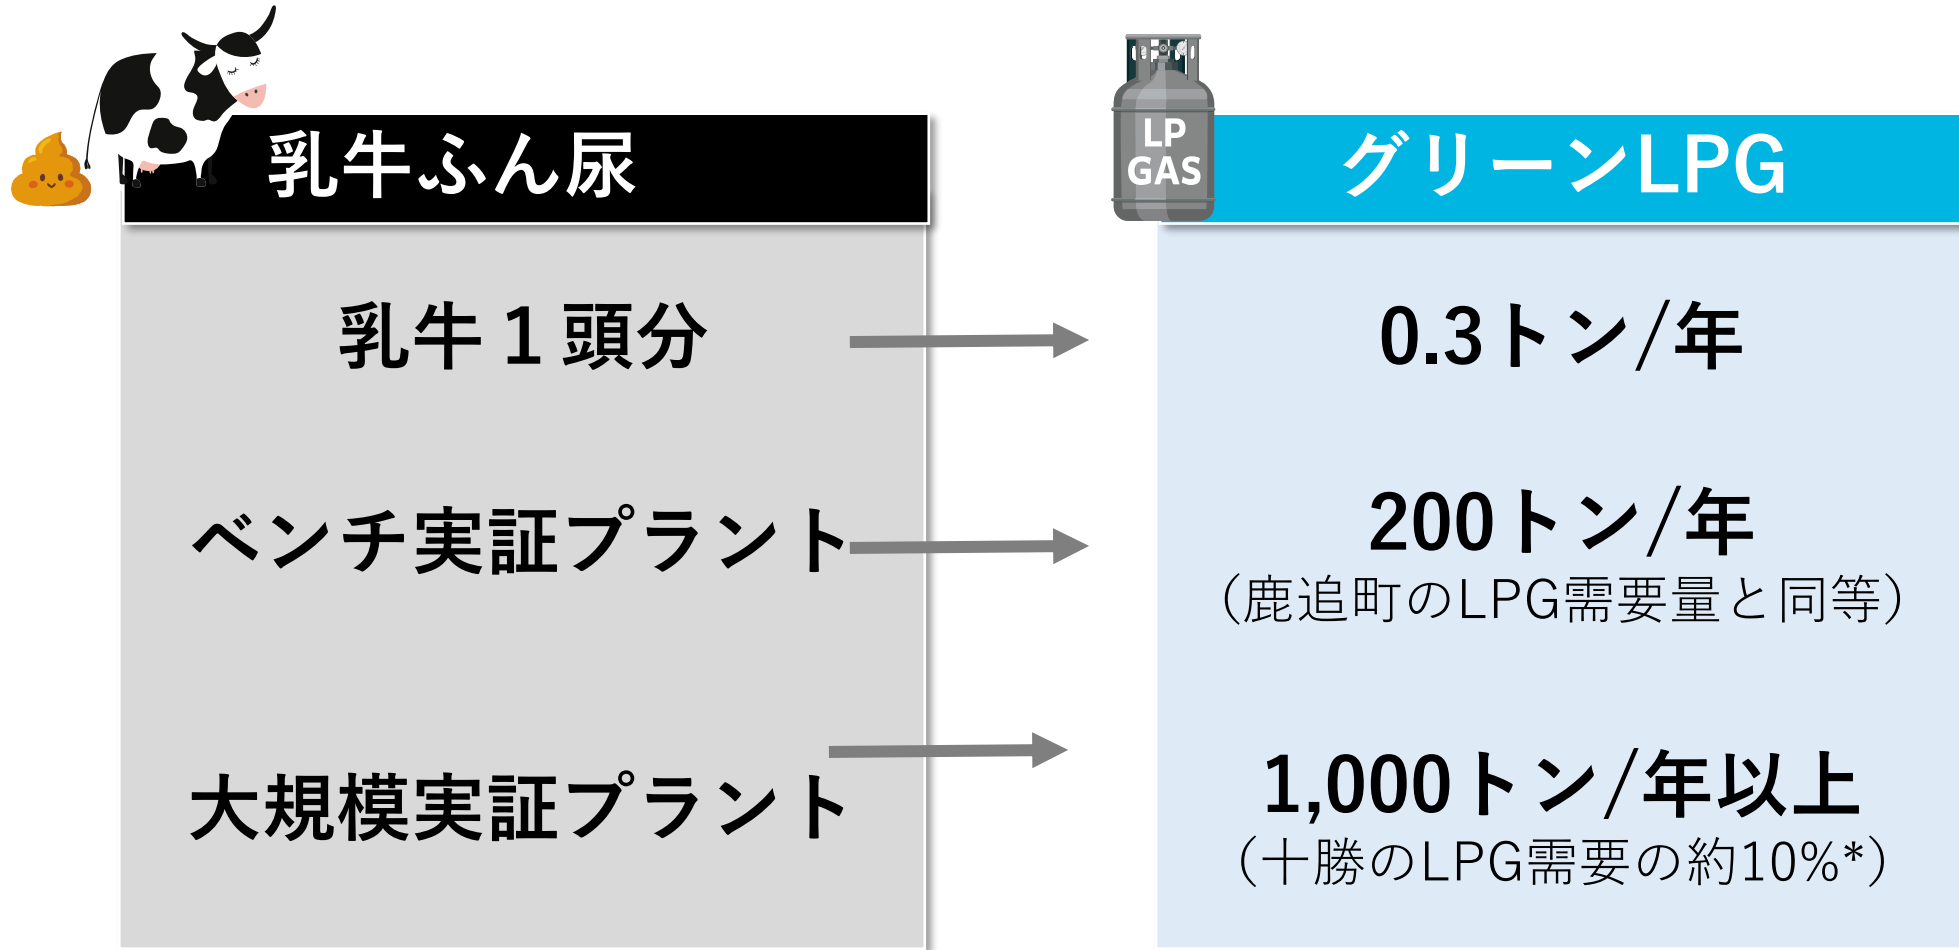 乳牛ふん尿
LP
GAS
グリーンLPG
乳牛１頭分
0.3トン/年
ベンチ実証プラント
200トン/年
（鹿追町のLPG需要量と同等）
大規模実証プラント
1,000トン/年以上
（十勝のLPG需要の約10%*）